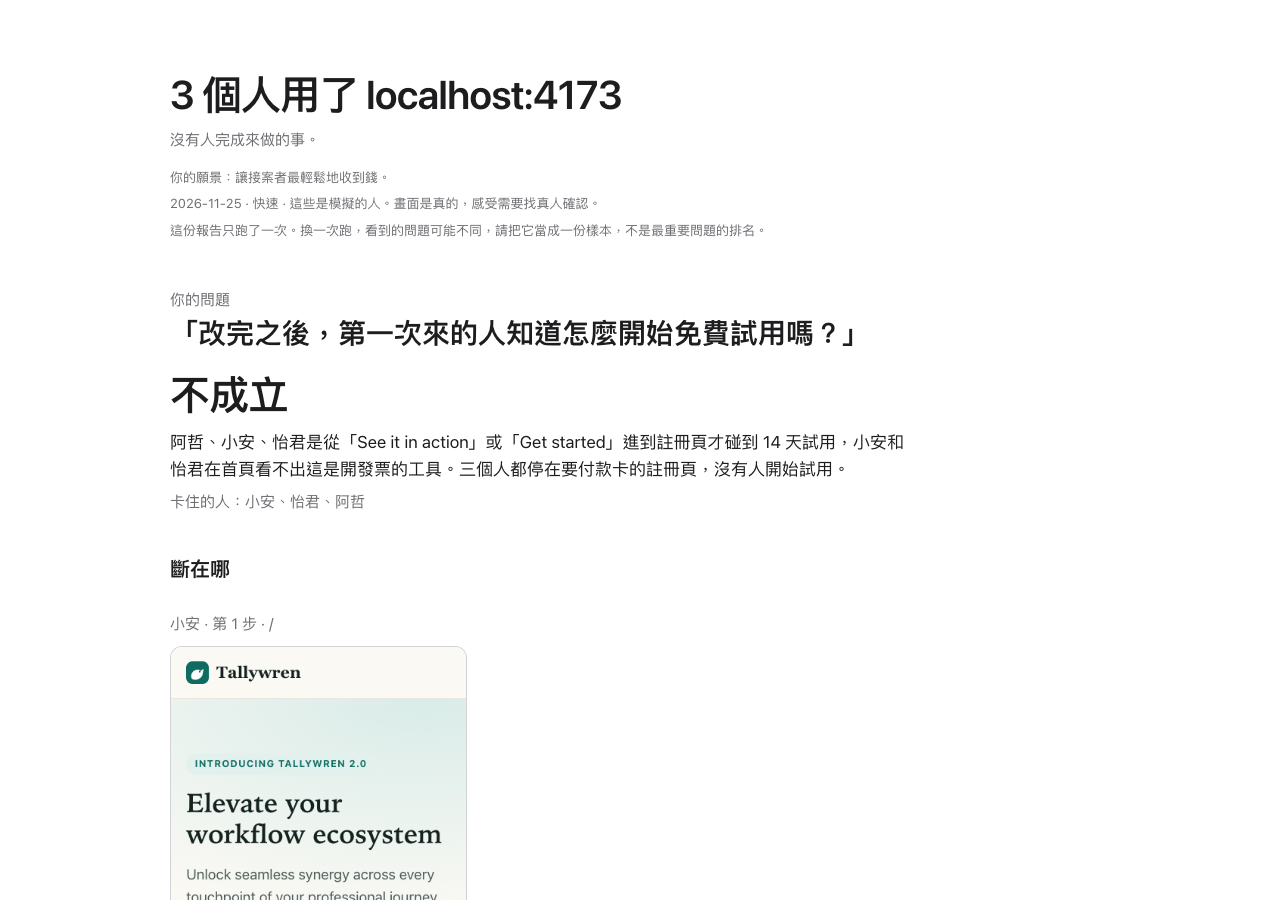 3 個人用了 localhost:4173
沒有人完成來做的事。
你的願景：讓接案者最輕鬆地收到錢。
2026-11-25 · 快速 · 這些是模擬的人。畫面是真的，感受需要找真人確認。
這份報告只跑了一次。換一次跑，看到的問題可能不同，請把它當成一份樣本，不是最重要問題的排名。
你的問題
「改完之後，第一次來的人知道怎麼開始免費試用嗎？」
不成立
阿哲、小安、怡君是從「See it in action」或「Get started」進到註冊頁才碰到 14 天試用，小安和
怡君在首頁看不出這是開發票的工具。三個人都停在要付款卡的註冊頁，沒有人開始試用。
卡住的人：小安、怡君、阿哲
斷在哪
小安 · 第 1 步 · /
Tallywren
INTRODUCING TALLYWREN 2.0
Elevate your
workflow ecosystem
Unlock seamless synergy across every
touchpoint of your professional journey